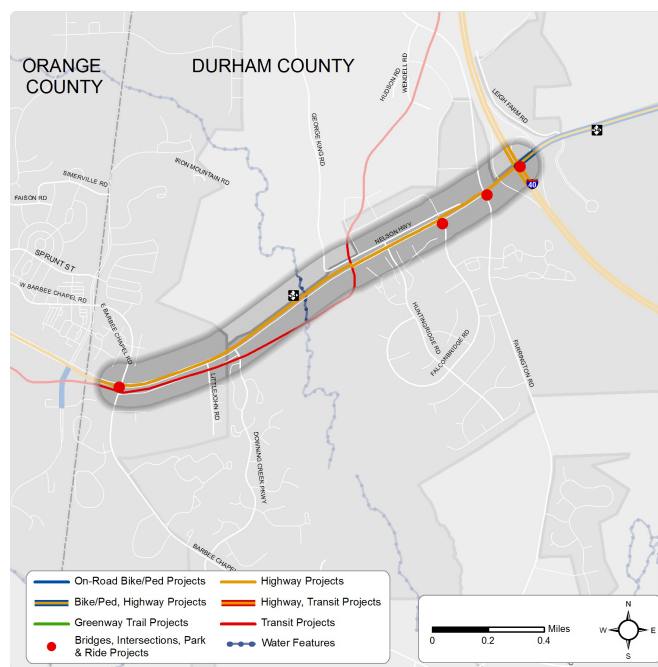 ORANGE
COUNTY
DURHAM COUNTY
HUDSON RD
WENDELL RD
LEIGH FARM RD
GEORGE KING RD
IRON MOUNTAIN RD
SIMERVILLE RD
FAISON RD
40
NELSON HWY
SPRUNT ST
W BARBEE CHAPEL RD
E BARBEE CHAPEL RD
HUNTINGRIDGE RD
FALCONBRIDGE RD
FARRINGTON RD
LITTLEJOHN RD
DOWNING CREEK PKWY
BARBEE CHAPEL
On-Road Bike/Ped Projects
Highway Projects
Bike/Ped, Highway Projects
Highway, Transit Projects
Greenway Trail Projects
Transit Projects
Bridges, Intersections, Park
& Ride Projects
Water Features
Miles
0 0.2 0.4
N
W E
S